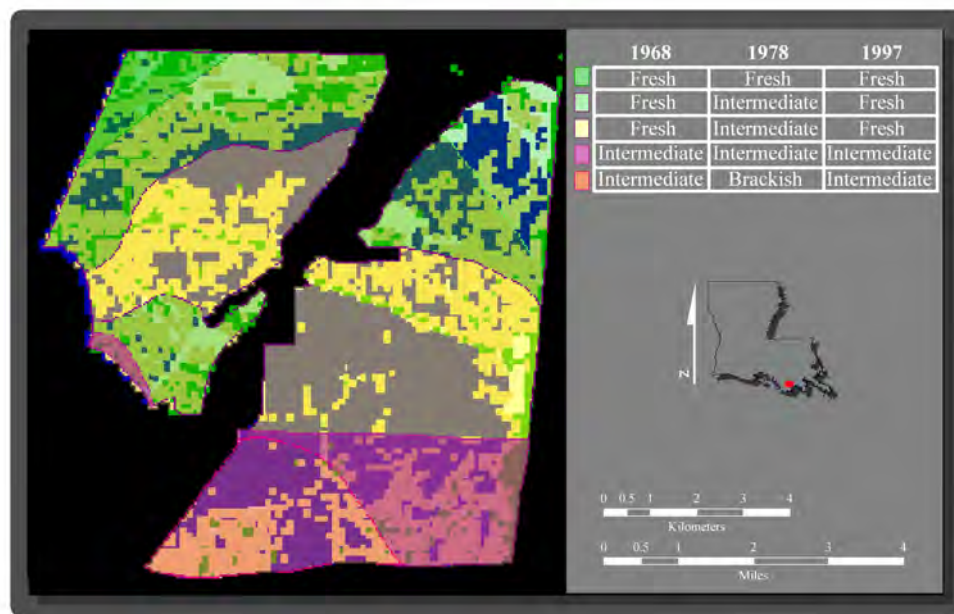 1968 1978 1997
Fresh Fresh Fresh
Fresh Intermediate Fresh
Fresh Intermediate Fresh
Intermediate Intermediate Intermediate
Intermediate Brackish Intermediate
N
0 0.5 1 2 3 4
Kilometers
0 0.5 1 2 3 4
Miles